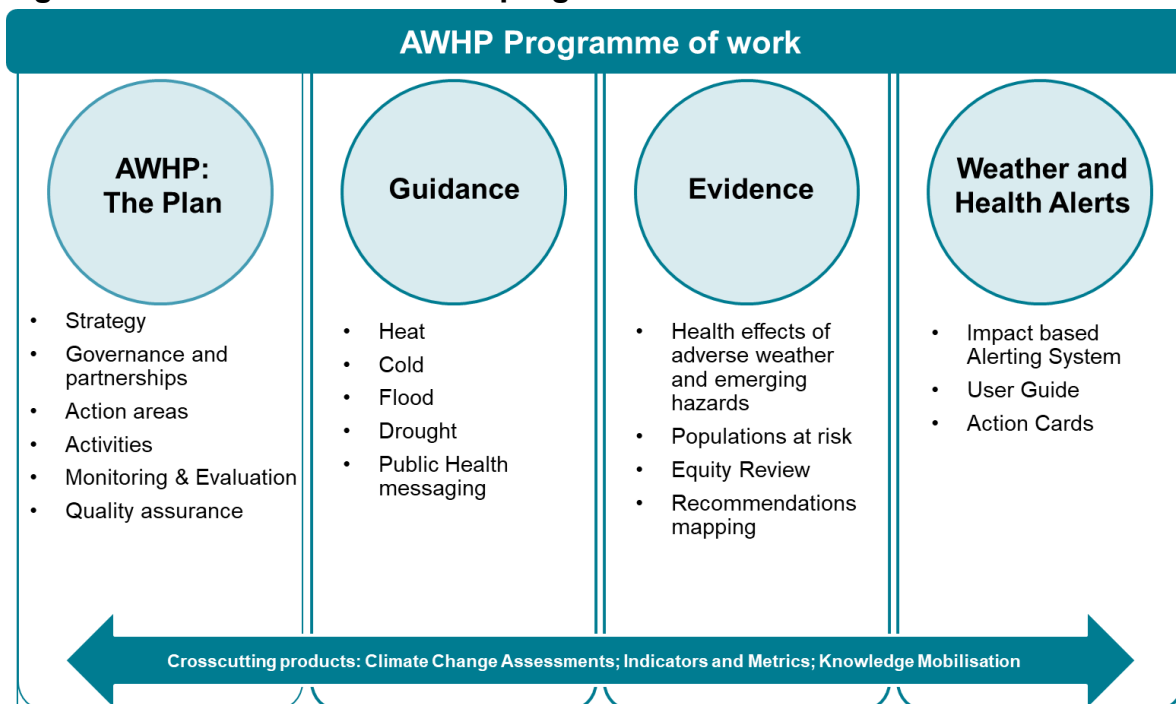 AWHP Programme of work
AWHP:
The Plan
• Strategy
• Governance and
partnerships
• Action areas
• Activities
• Monitoring & Evaluation
• Quality assurance
Guidance
• Heat
• Cold
• Flood
• Drought
• Public Health
messaging
Evidence
• Health effects of
adverse weather
and emerging
hazards
• Populations at risk
• Equity Review
• Recommendations
mapping
Weather and
Health Alerts
• Impact based
Alerting System
• User Guide
• Action Cards
Crosscutting products: Climate Change Assessments; Indicators and Metrics; Knowledge Mobilisation